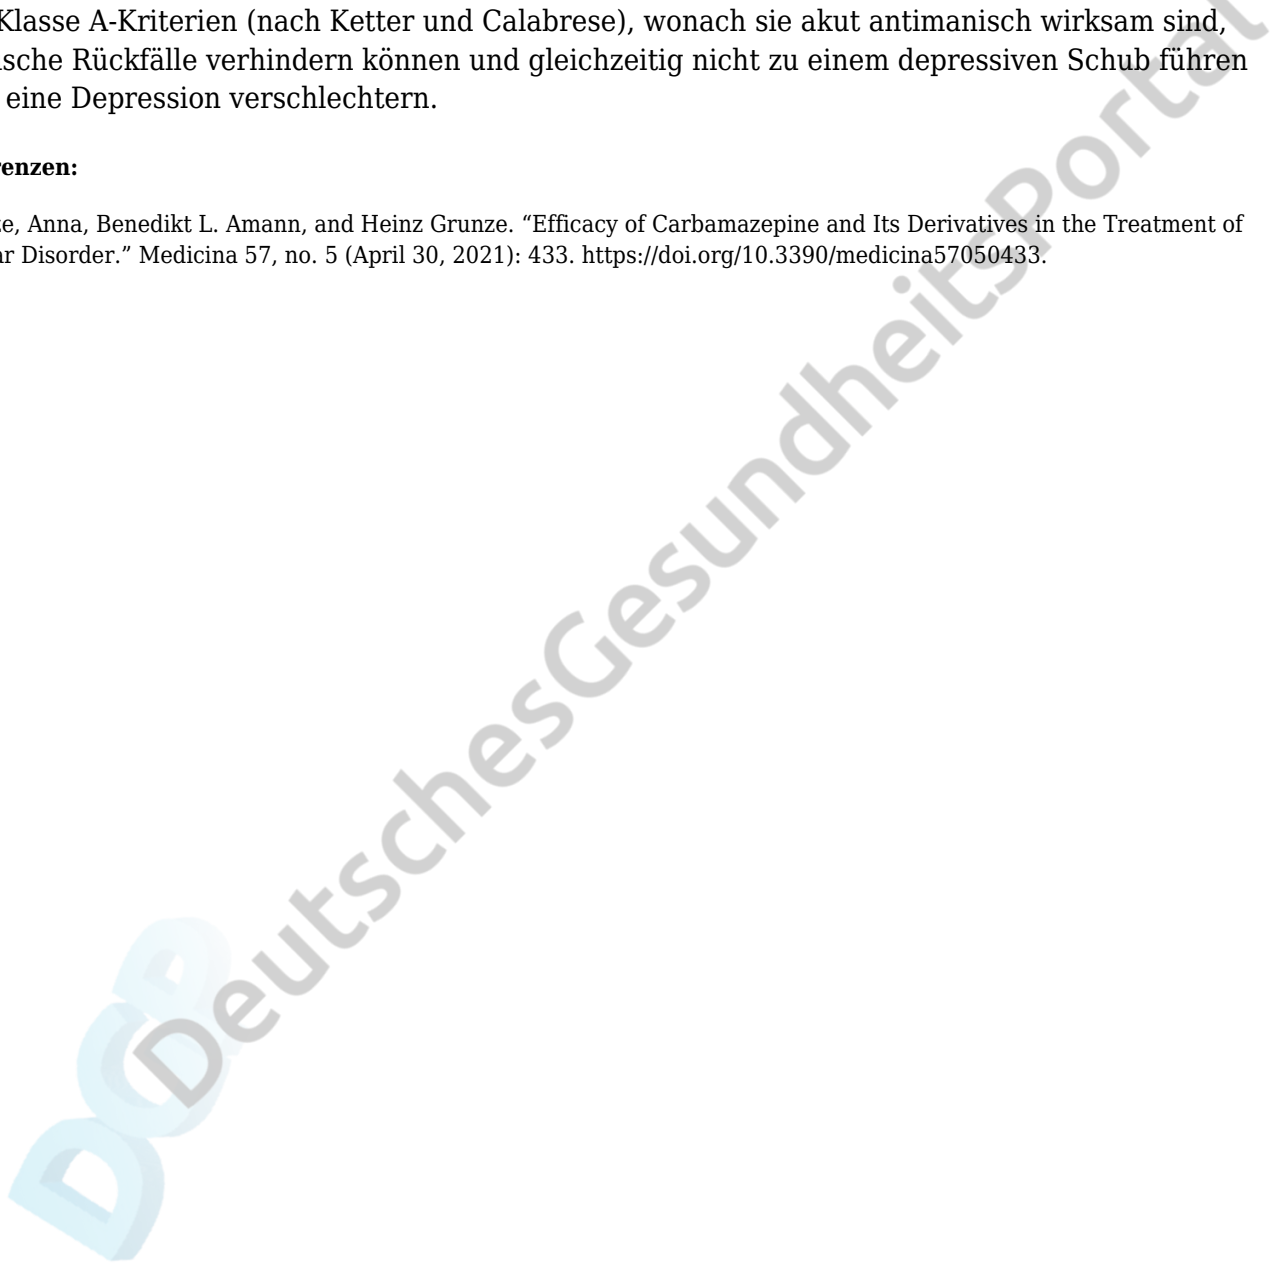 Klasse A-Kriterien (nach Ketter und Calabrese), wonach sie akut antimanisch wirksam sind,
ische Rückfälle verhindern können und gleichzeitig nicht zu einem depressiven Schub führen
eine Depression verschlechtern.
renzen:
ze, Anna, Benedikt L. Amann, and Heinz Grunze. “Efficacy of Carbamazepine and Its Derivatives in the Treatment of
ar Disorder.” Medicina 57, no. 5 (April 30, 2021): 433. https://doi.org/10.3390/medicina57050433.
DeutschesGesundheitsPortal
DGP